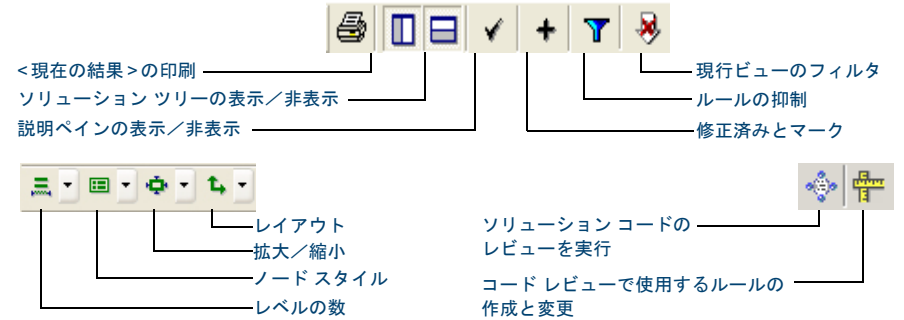 <現在の結果>の印刷
ソリューション ツリーの表示／非表示
説明ペインの表示／非表示
現行ビューのフィルタ
ルールの抑制
修正済みとマーク
レイアウト
拡大／縮小
ノード スタイル
レベルの数
ソリューション コードの
レビューを実行
コード レビューで使用するルールの
作成と変更